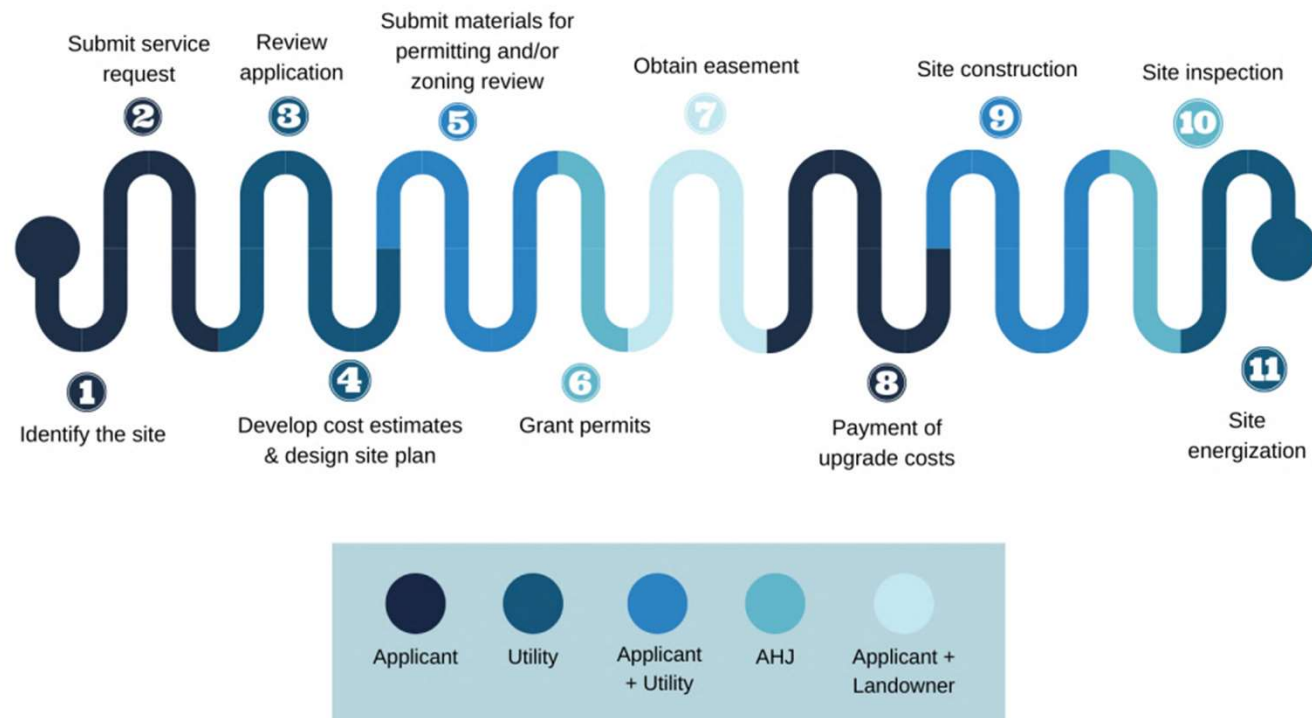 Submit service
request
2
Review
application
3
Submit materials for
permitting and/or
zoning review
5
Obtain easement
7
Site construction
9
Site inspection
10
1
Identify the site
4
Develop cost estimates
& design site plan
6
Grant permits
8
Payment of
upgrade costs
11
Site
energization
Applicant
Utility
Applicant
+ Utility
AHJ
Applicant +
Landowner